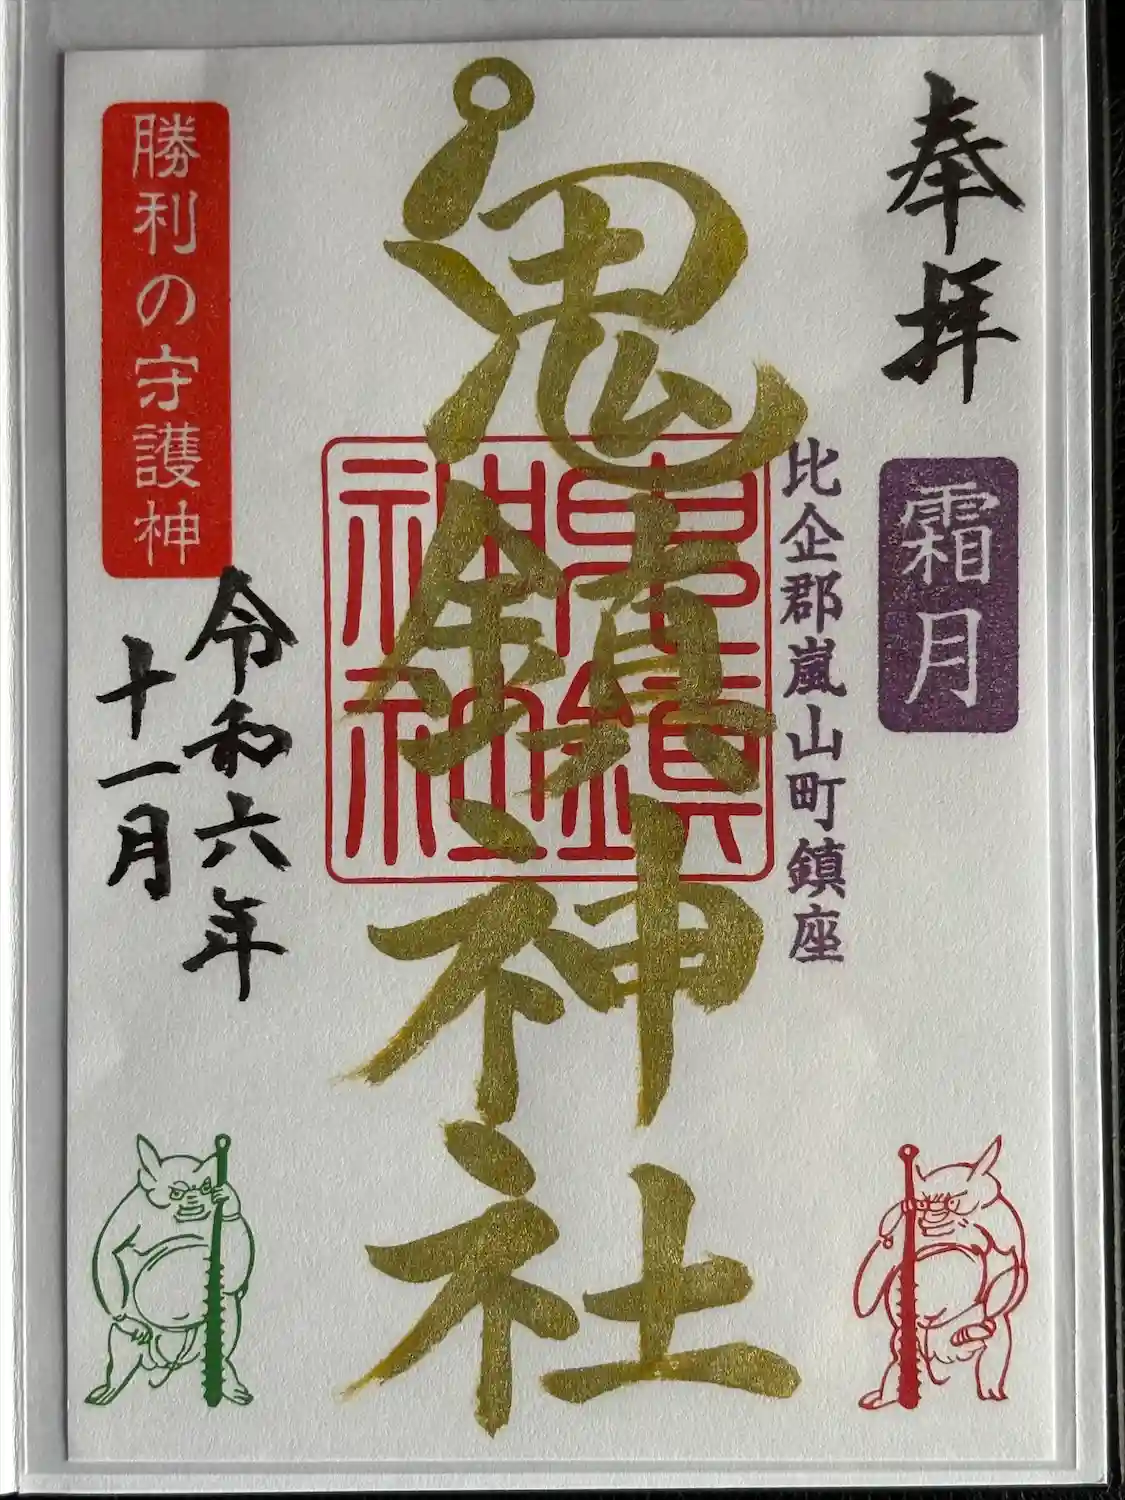 奉拝
霜月
比企郡嵐山町鎮座
鬼鎮神社
鬼鎮
神社
勝利の守護神
令和六年
十一月